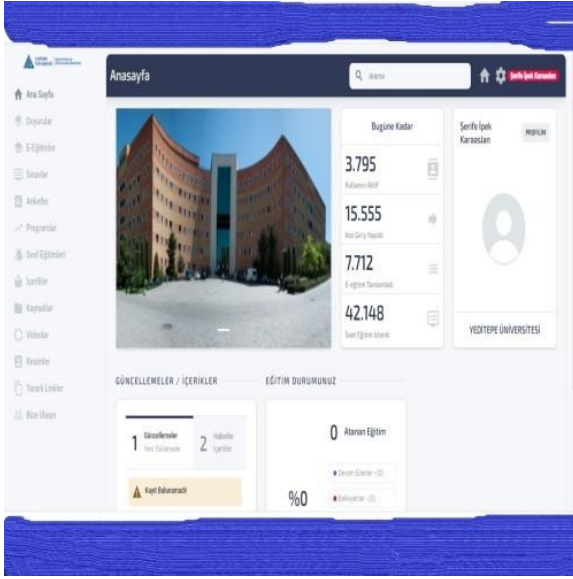 Anasayfa
Arama
Şerife İpek Karaaslan
Ana Sayfa
Duyurular
E-Eğitimler
Sınavlar
Anketler
Programlar
Sınıf Eğitimleri
İçerikler
Kaynaklar
Videolar
Resimler
Yararlı Linkler
Bize Ulaşın
Bugüne Kadar
3.795
Kullanıcı Aktif
15.555
Kez Giriş Yapıldı
7.712
E-eğitim Tamamlandı
42.148
Saat Eğitim İzlendi
Şerife İpek
Karaaslan
PROFİLİM
YEDİTEPE ÜNİVERSİTESİ
GÜNCELLEMELER / İÇERİKLER
1 Güncellemeler
Yeni Yüklemeler
2 Haberler
İçerikler
Kayıt Bulunamadı!
EĞİTİM DURUMUNUZ
0 Atanan Eğitim
Devam Edenler - (0)
Bekleyenler - (0)
%0